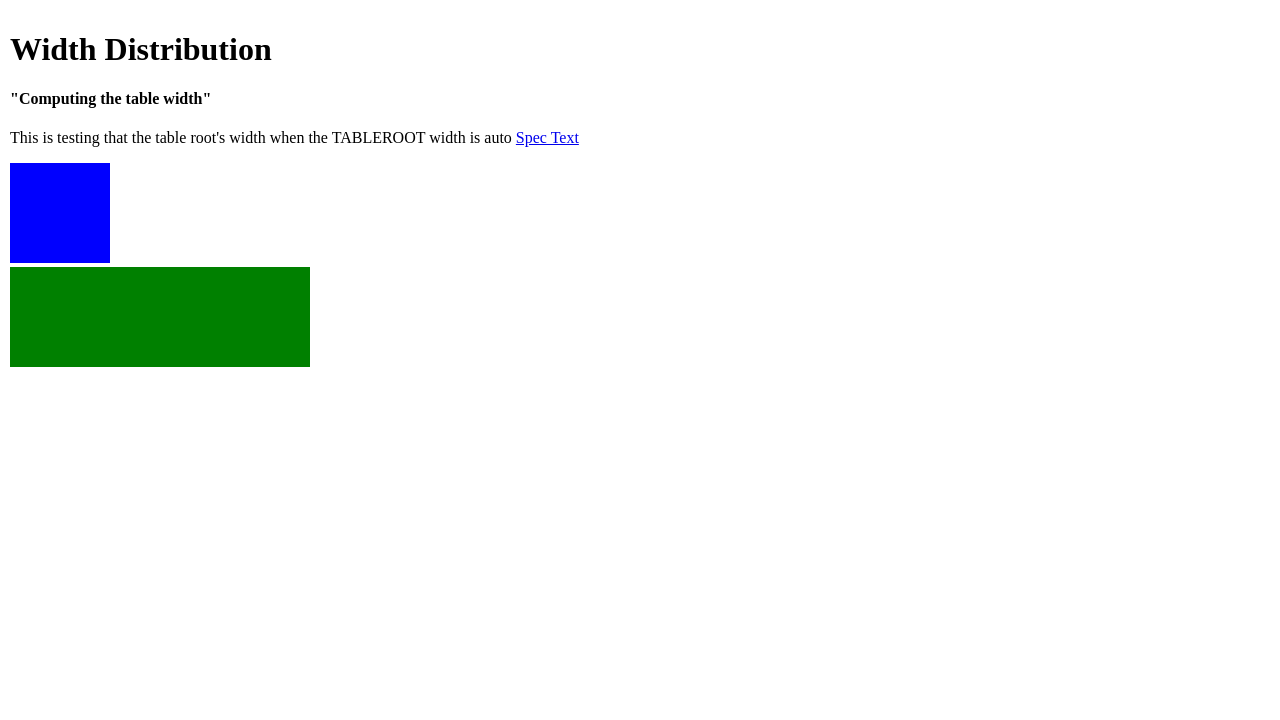 Width Distribution
"Computing the table width"
This is testing that the table root's width when the TABLEROOT width is auto Spec Text